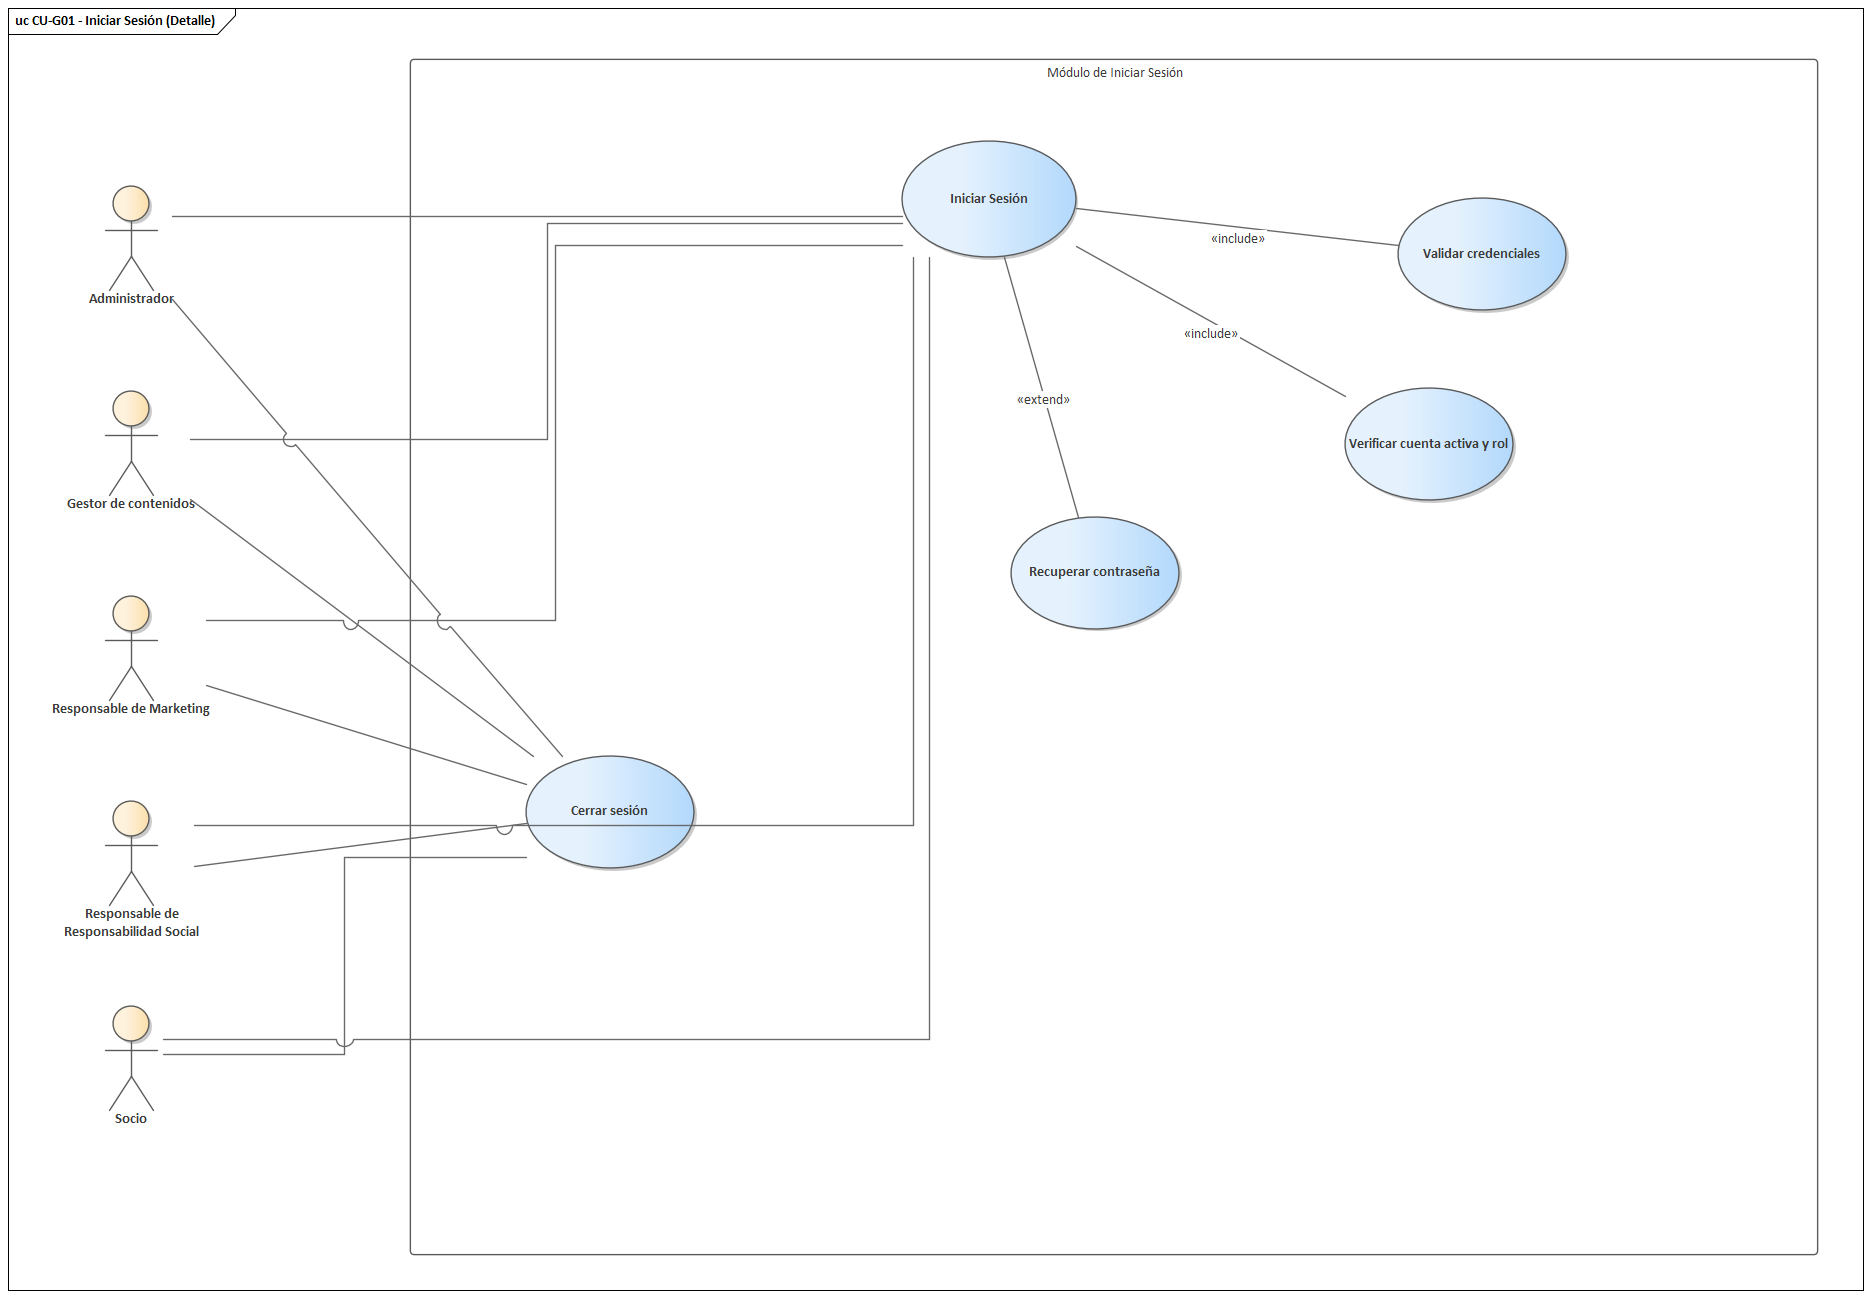 uc CU-G01 - Iniciar Sesión (Detalle)
Módulo de Iniciar Sesión
Iniciar Sesión
«include»
Validar credenciales
Administrador
«include»
«extend»
Verificar cuenta activa y rol
Gestor de contenidos
Recuperar contraseña
Responsable de Marketing
Cerrar sesión
Responsable de
Responsabilidad Social
Socio